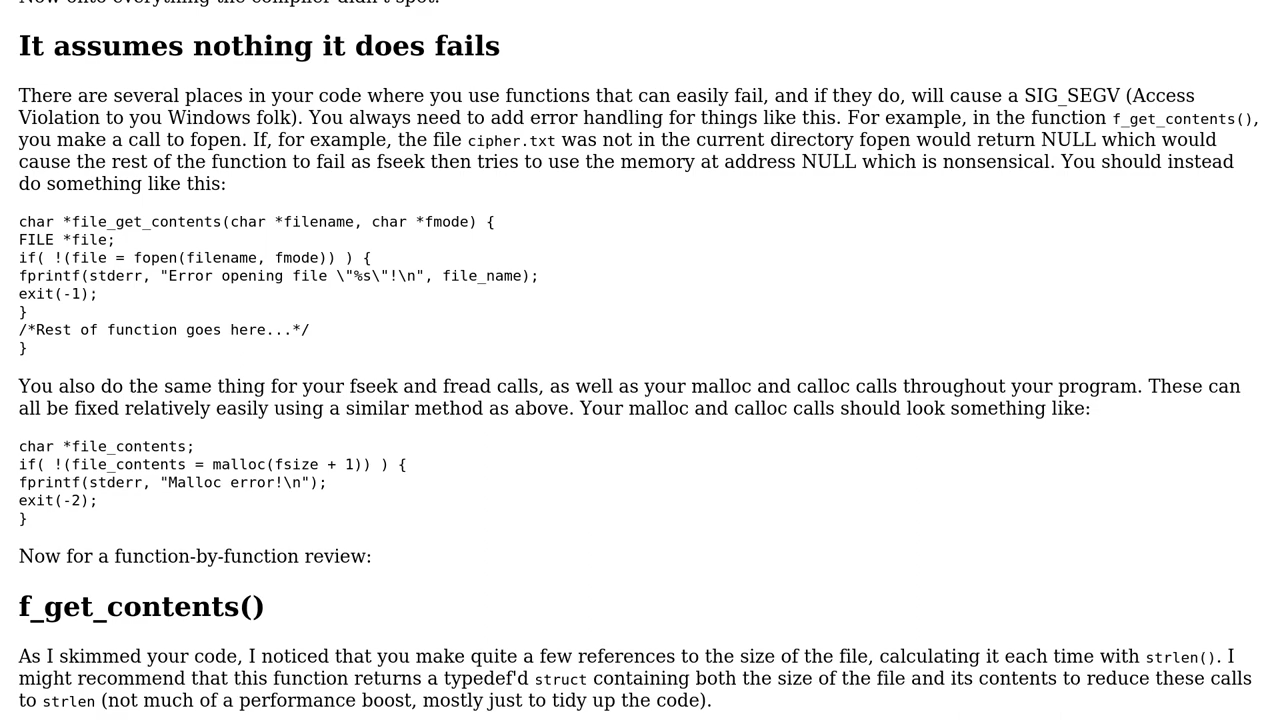 Now onto everything the compiler didn't spot.
It assumes nothing it does fails
There are several places in your code where you use functions that can easily fail, and if they do, will cause a SIG_SEGV (Access
Violation to you Windows folk). You always need to add error handling for things like this. For example, in the function f_get_contents(),
you make a call to fopen. If, for example, the file cipher.txt was not in the current directory fopen would return NULL which would
cause the rest of the function to fail as fseek then tries to use the memory at address NULL which is nonsensical. You should instead
do something like this:
char *file_get_contents(char *filename, char *fmode) {
FILE *file;
if( !(file = fopen(filename, fmode)) ) {
fprintf(stderr, "Error opening file \"%s\"!\n", file_name);
exit(-1);
}
/*Rest of function goes here...*/
}
You also do the same thing for your fseek and fread calls, as well as your malloc and calloc calls throughout your program. These can
all be fixed relatively easily using a similar method as above. Your malloc and calloc calls should look something like:
char *file_contents;
if( !(file_contents = malloc(fsize + 1)) ) {
fprintf(stderr, "Malloc error!\n");
exit(-2);
}
Now for a function-by-function review:
f_get_contents()
As I skimmed your code, I noticed that you make quite a few references to the size of the file, calculating it each time with strlen(). I
might recommend that this function returns a typedef'd struct containing both the size of the file and its contents to reduce these calls
to strlen (not much of a performance boost, mostly just to tidy up the code).